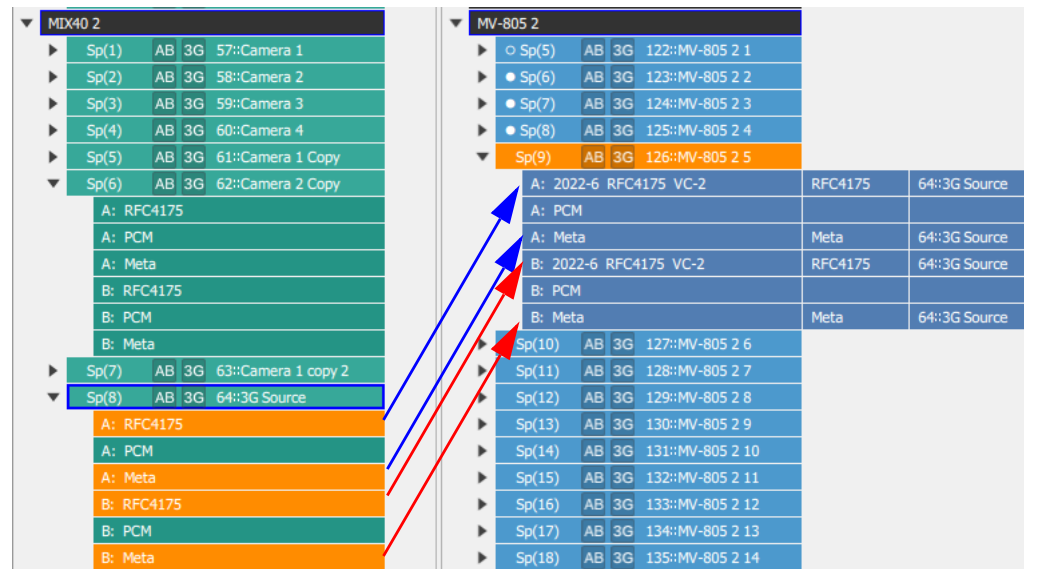 MIX40 2
Sp(1) AB 3G 57::Camera 1
Sp(2) AB 3G 58::Camera 2
Sp(3) AB 3G 59::Camera 3
Sp(4) AB 3G 60::Camera 4
Sp(5) AB 3G 61::Camera 1 Copy
Sp(6) AB 3G 62::Camera 2 Copy
A: RFC4175
A: PCM
A: Meta
B: RFC4175
B: PCM
B: Meta
Sp(7) AB 3G 63::Camera 1 copy 2
Sp(8) AB 3G 64::3G Source
A: RFC4175
A: PCM
A: Meta
B: RFC4175
B: PCM
B: Meta
MV-805 2
Sp(5) AB 3G 122::MV-805 2 1
Sp(6) AB 3G 123::MV-805 2 2
Sp(7) AB 3G 124::MV-805 2 3
Sp(8) AB 3G 125::MV-805 2 4
Sp(9) AB 3G 126::MV-805 2 5
A: 2022-6 RFC4175 VC-2 RFC4175 64::3G Source
A: PCM
A: Meta Meta 64::3G Source
B: 2022-6 RFC4175 VC-2 RFC4175 64::3G Source
B: PCM
B: Meta Meta 64::3G Source
Sp(10) AB 3G 127::MV-805 2 6
Sp(11) AB 3G 128::MV-805 2 7
Sp(12) AB 3G 129::MV-805 2 8
Sp(13) AB 3G 130::MV-805 2 9
Sp(14) AB 3G 131::MV-805 2 10
Sp(15) AB 3G 132::MV-805 2 11
Sp(16) AB 3G 133::MV-805 2 12
Sp(17) AB 3G 134::MV-805 2 13
Sp(18) AB 3G 135::MV-805 2 14